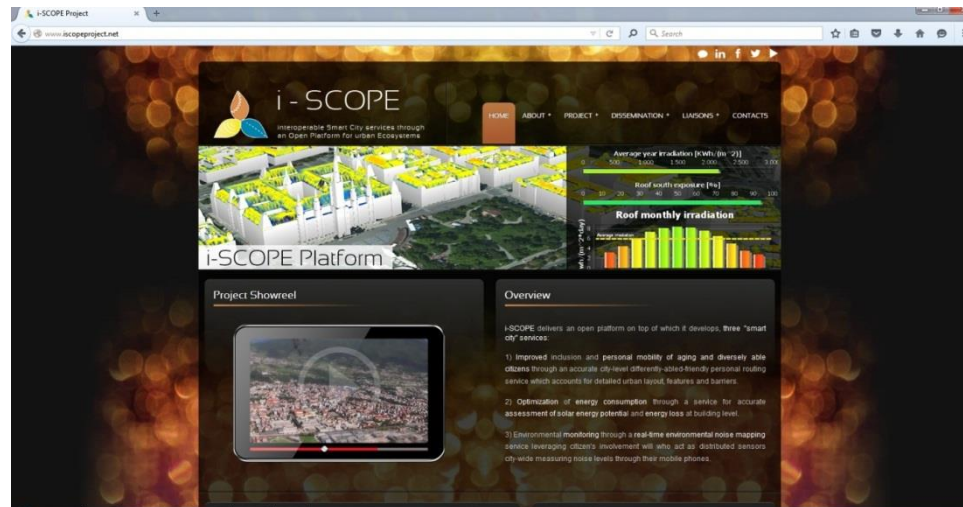 i-SCOPE Project
www.iscopeproject.net
Search
i - SCOPE
interoperable Smart City services through
an Open Platform for urban Ecosystems
HOME ABOUT PROJECT DISSEMINATION LIAISONS CONTACTS
Average year irradiation [KWh/(m^2)]
0 500 1.000 1.500 2.000 2.500
Roof south exposure [%]
0 10 20 30 40 50 60 70 80 90 100
Roof monthly irradiation
i-SCOPE Platform
Project Showreel
Overview
i-SCOPE delivers an open platform on top of which it develops, three "smart
city" services:
1) Improved inclusion and personal mobility of aging and diversely able
citizens through an accurate city-level differently-abled-friendly personal routing
service which accounts for detailed urban layout, features and barriers.
2) Optimization of energy consumption through a service for accurate
assessment of solar energy potential and energy loss at building level.
3) Environmental monitoring through a real-time environmental noise mapping
service leveraging citizen's involvement will who act as distributed sensors
city-wide measuring noise levels through their mobile phones.